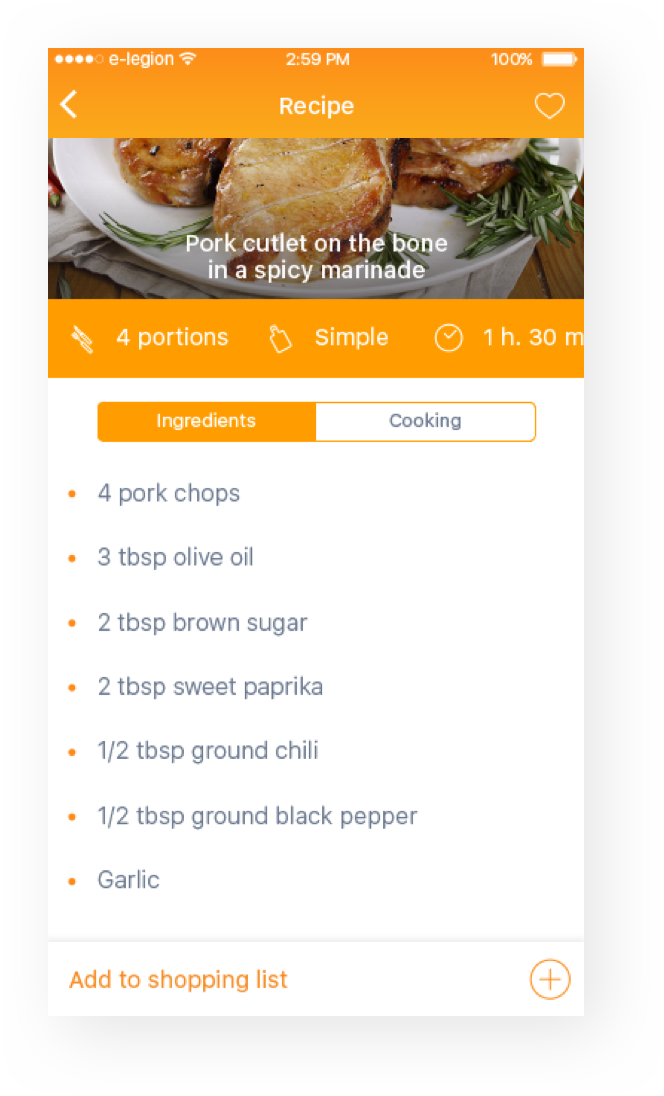 e-legion 2:59 PM 100%
Recipe
Pork cutlet on the bone
in a spicy marinade
4 portions Simple 1 h. 30 m
Ingredients Cooking
4 pork chops
3 tbsp olive oil
2 tbsp brown sugar
2 tbsp sweet paprika
1/2 tbsp ground chili
1/2 tbsp ground black pepper
Garlic
Add to shopping list